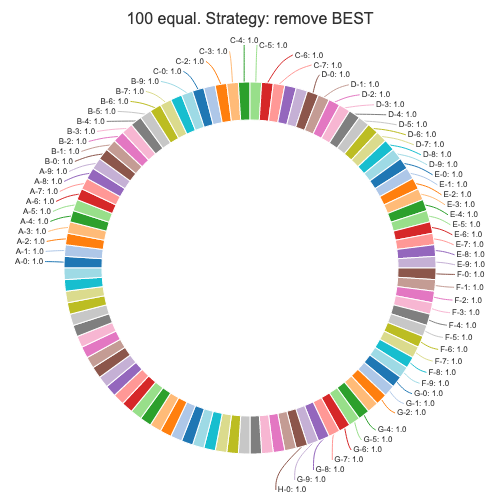 100 equal. Strategy: remove BEST
A-0: 1.0
A-1: 1.0
A-2: 1.0
A-3: 1.0
A-4: 1.0
A-5: 1.0
A-6: 1.0
A-7: 1.0
A-8: 1.0
A-9: 1.0
B-0: 1.0
B-1: 1.0
B-2: 1.0
B-3: 1.0
B-4: 1.0
B-5: 1.0
B-6: 1.0
B-7: 1.0
B-9: 1.0
C-0: 1.0
C-2: 1.0
C-3: 1.0
C-4: 1.0
C-5: 1.0
C-6: 1.0
C-7: 1.0
D-0: 1.0
D-1: 1.0
D-2: 1.0
D-3: 1.0
D-4: 1.0
D-5: 1.0
D-6: 1.0
D-7: 1.0
D-8: 1.0
D-9: 1.0
E-0: 1.0
E-1: 1.0
E-2: 1.0
E-3: 1.0
E-4: 1.0
E-5: 1.0
E-6: 1.0
E-7: 1.0
E-8: 1.0
E-9: 1.0
F-0: 1.0
F-1: 1.0
F-2: 1.0
F-3: 1.0
F-4: 1.0
F-5: 1.0
F-6: 1.0
F-7: 1.0
F-8: 1.0
F-9: 1.0
G-0: 1.0
G-1: 1.0
G-2: 1.0
G-4: 1.0
G-5: 1.0
G-6: 1.0
G-7: 1.0
G-8: 1.0
G-9: 1.0
H-0: 1.0